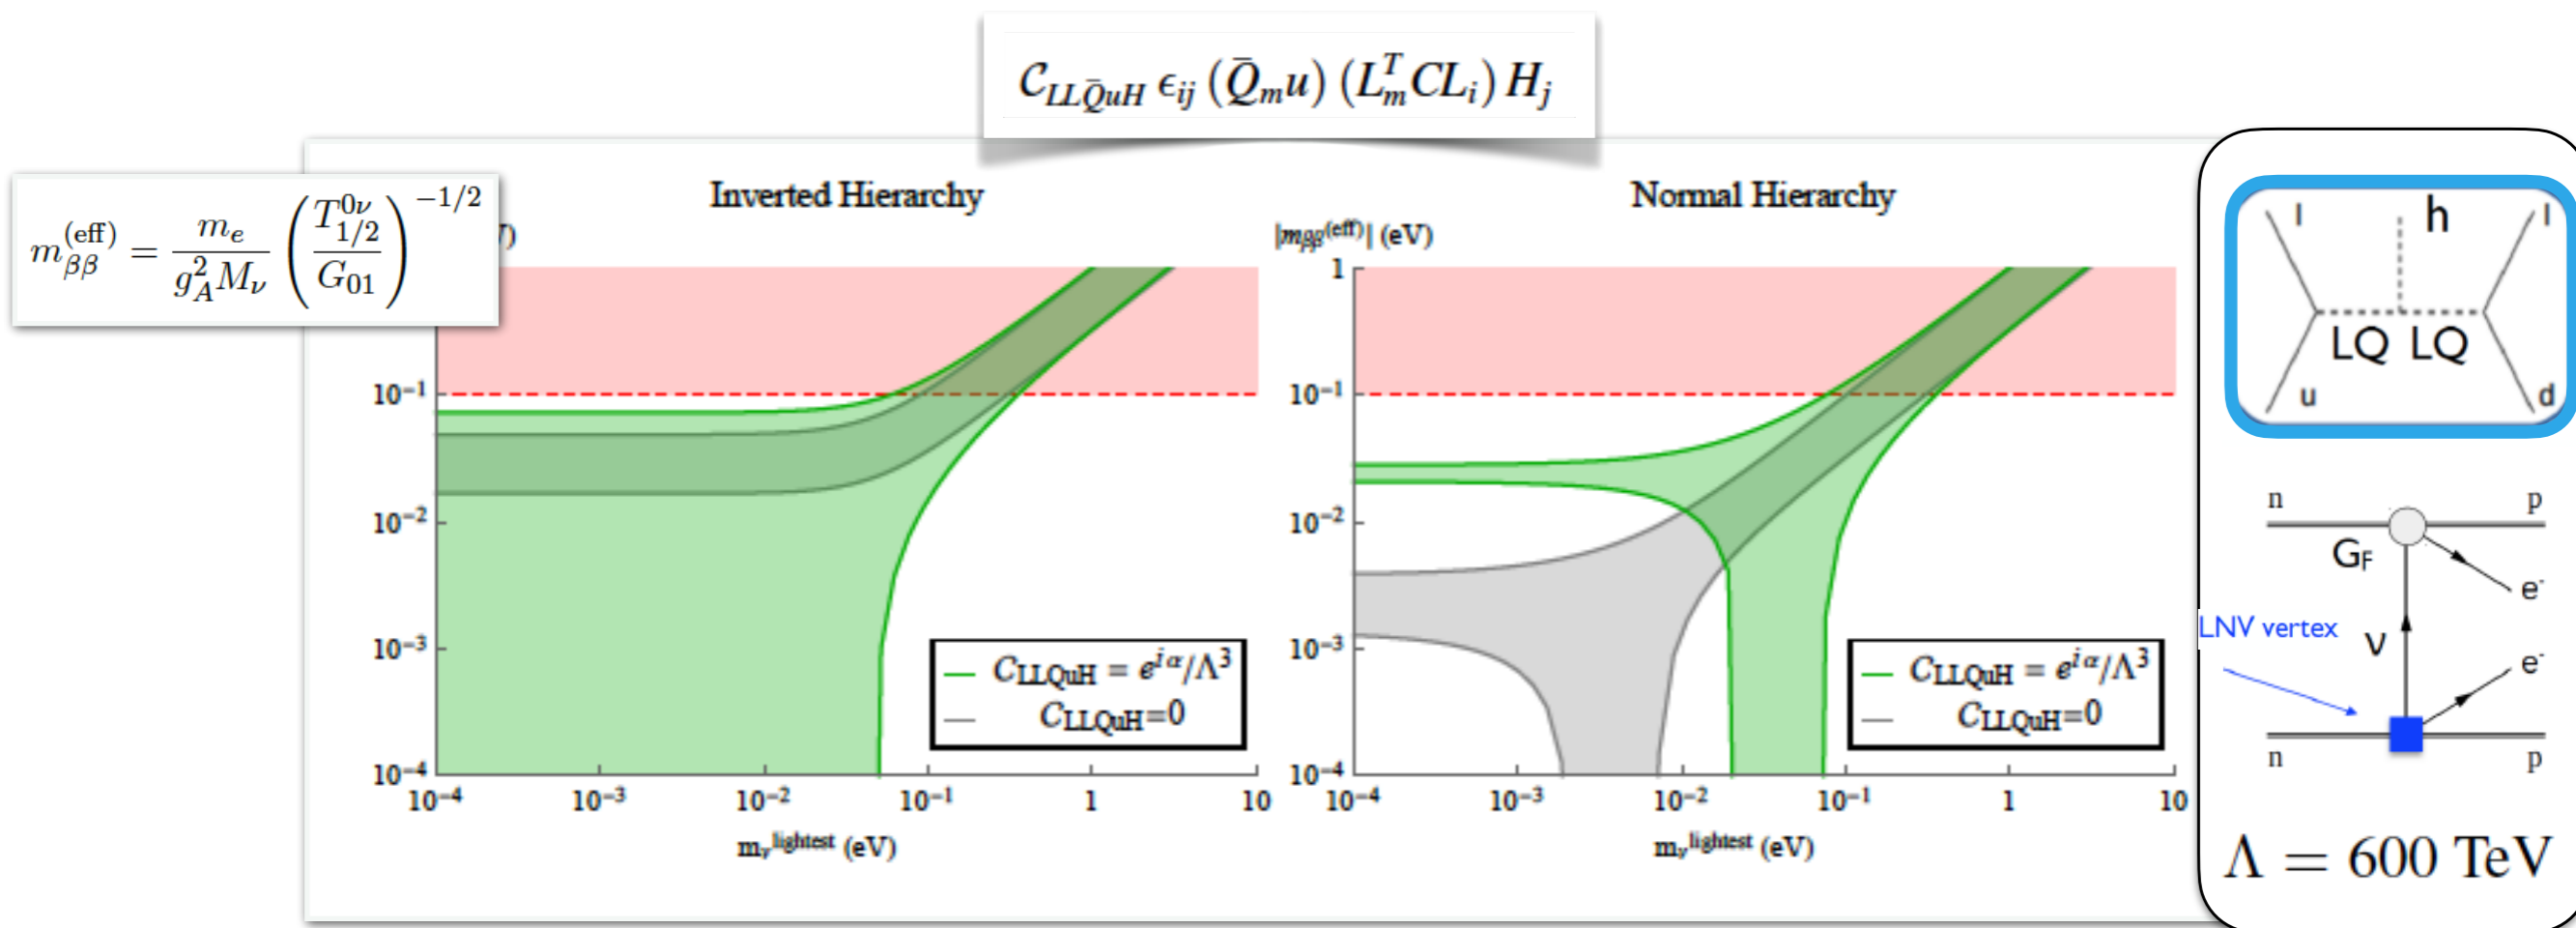 𝒞_{LLQ̄uH} ϵ_{ij} (Q̄_m u) (L_m^T C L_i) H_j
m_{ββ}^{(eff)} = \frac{m_e}{g_A^2 M_ν} \left( \frac{T_{1/2}^{0ν}}{G_{01}} \right)^{-1/2}
Inverted Hierarchy
V)
10⁻¹
10⁻²
10⁻³
10⁻⁴
10⁻⁴ 10⁻³ 10⁻² 10⁻¹ 1 10
m_ν^{lightest} (eV)
C_{LLQuH} = e^{iα}/Λ³
C_{LLQuH}=0
Normal Hierarchy
|m_{ββ}^{(eff)}| (eV)
1
10⁻¹
10⁻²
10⁻³
10⁻⁴
10⁻⁴ 10⁻³ 10⁻² 10⁻¹ 1 10
m_ν^{lightest} (eV)
C_{LLQuH} = e^{iα}/Λ³
C_{LLQuH}=0
l h l
LQ LQ
u d
n p
G_F
e⁻
LNV vertex
ν
e⁻
n p
Λ = 600 TeV